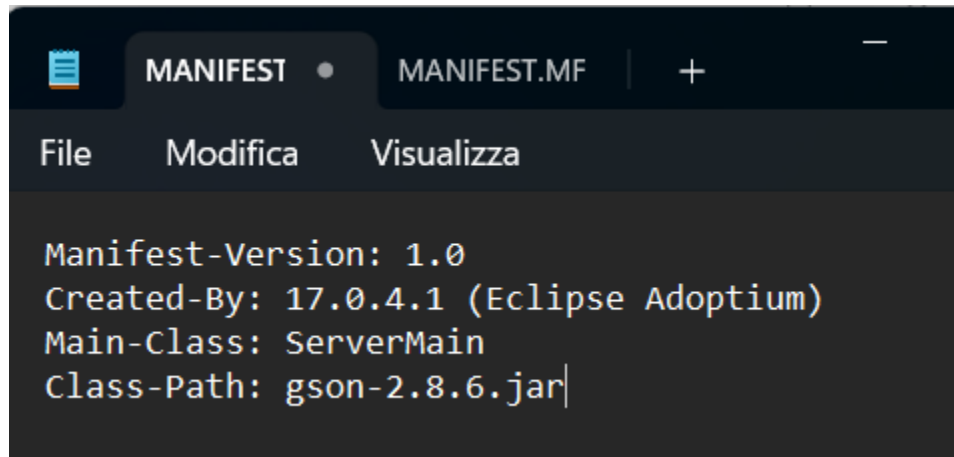 MANIFEST
MANIFEST.MF
File Modifica Visualizza
Manifest-Version: 1.0
Created-By: 17.0.4.1 (Eclipse Adoptium)
Main-Class: ServerMain
Class-Path: gson-2.8.6.jar